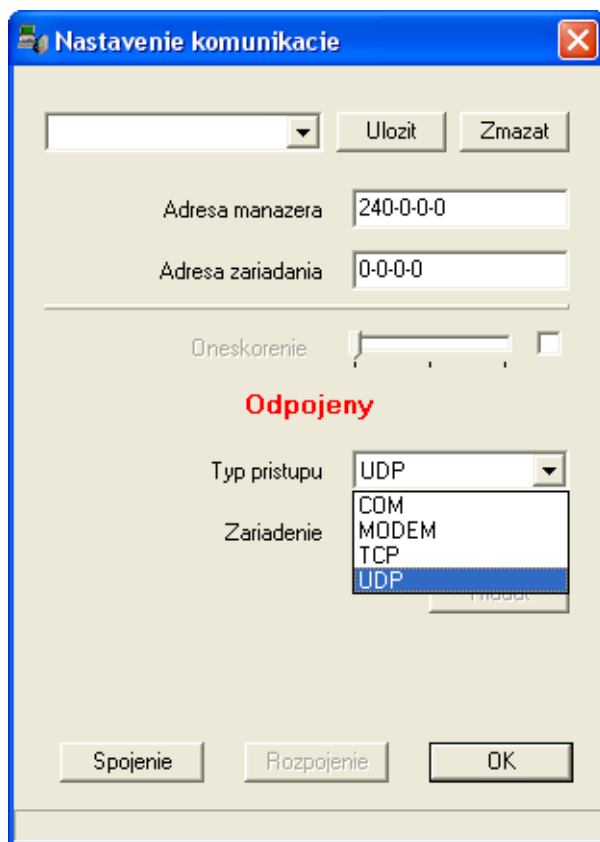 Nastavenie komunikacie
Ulozit Zmazat
Adresa manazera 240-0-0-0
Adresa zariadania 0-0-0-0
Oneskorenie
Odpojeny
Typ pristupu UDP
COM
Zariadenie MODEM
TCP
UDP
Spojenie Rozpojenie OK